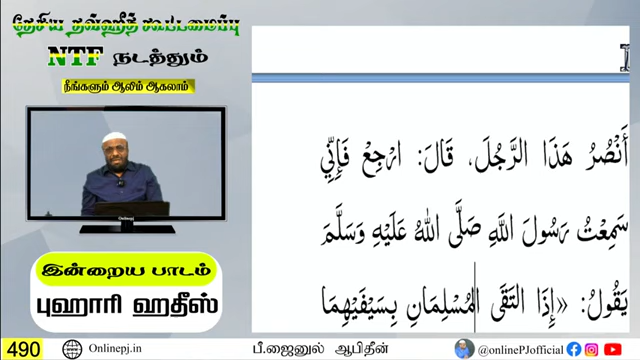 தேசிய தவ்ஹீத் கூட்டமைப்பு
NTF நடத்தும்
நீங்களும் ஆலிம் ஆகலாம்
Onlinepj
இன்றைய பாடம்
புஹாரி ஹதீஸ்
أَنْصُرُ هَذَا الرَّجُلَ، قَالَ: ارْجِعْ فَإِنِّي
سَمِعْتُ رَسُولَ اللَّهِ صَلَّى اللهُ عَلَيْهِ وَسَلَّمَ
يَقُولُ: «إِذَا التَقَى المُسْلِمَانِ بِسَيْفَيْهِمَا
490 Onlinepj.in பீ.ஜைனுல் ஆபிதீன் @onlinePJofficial